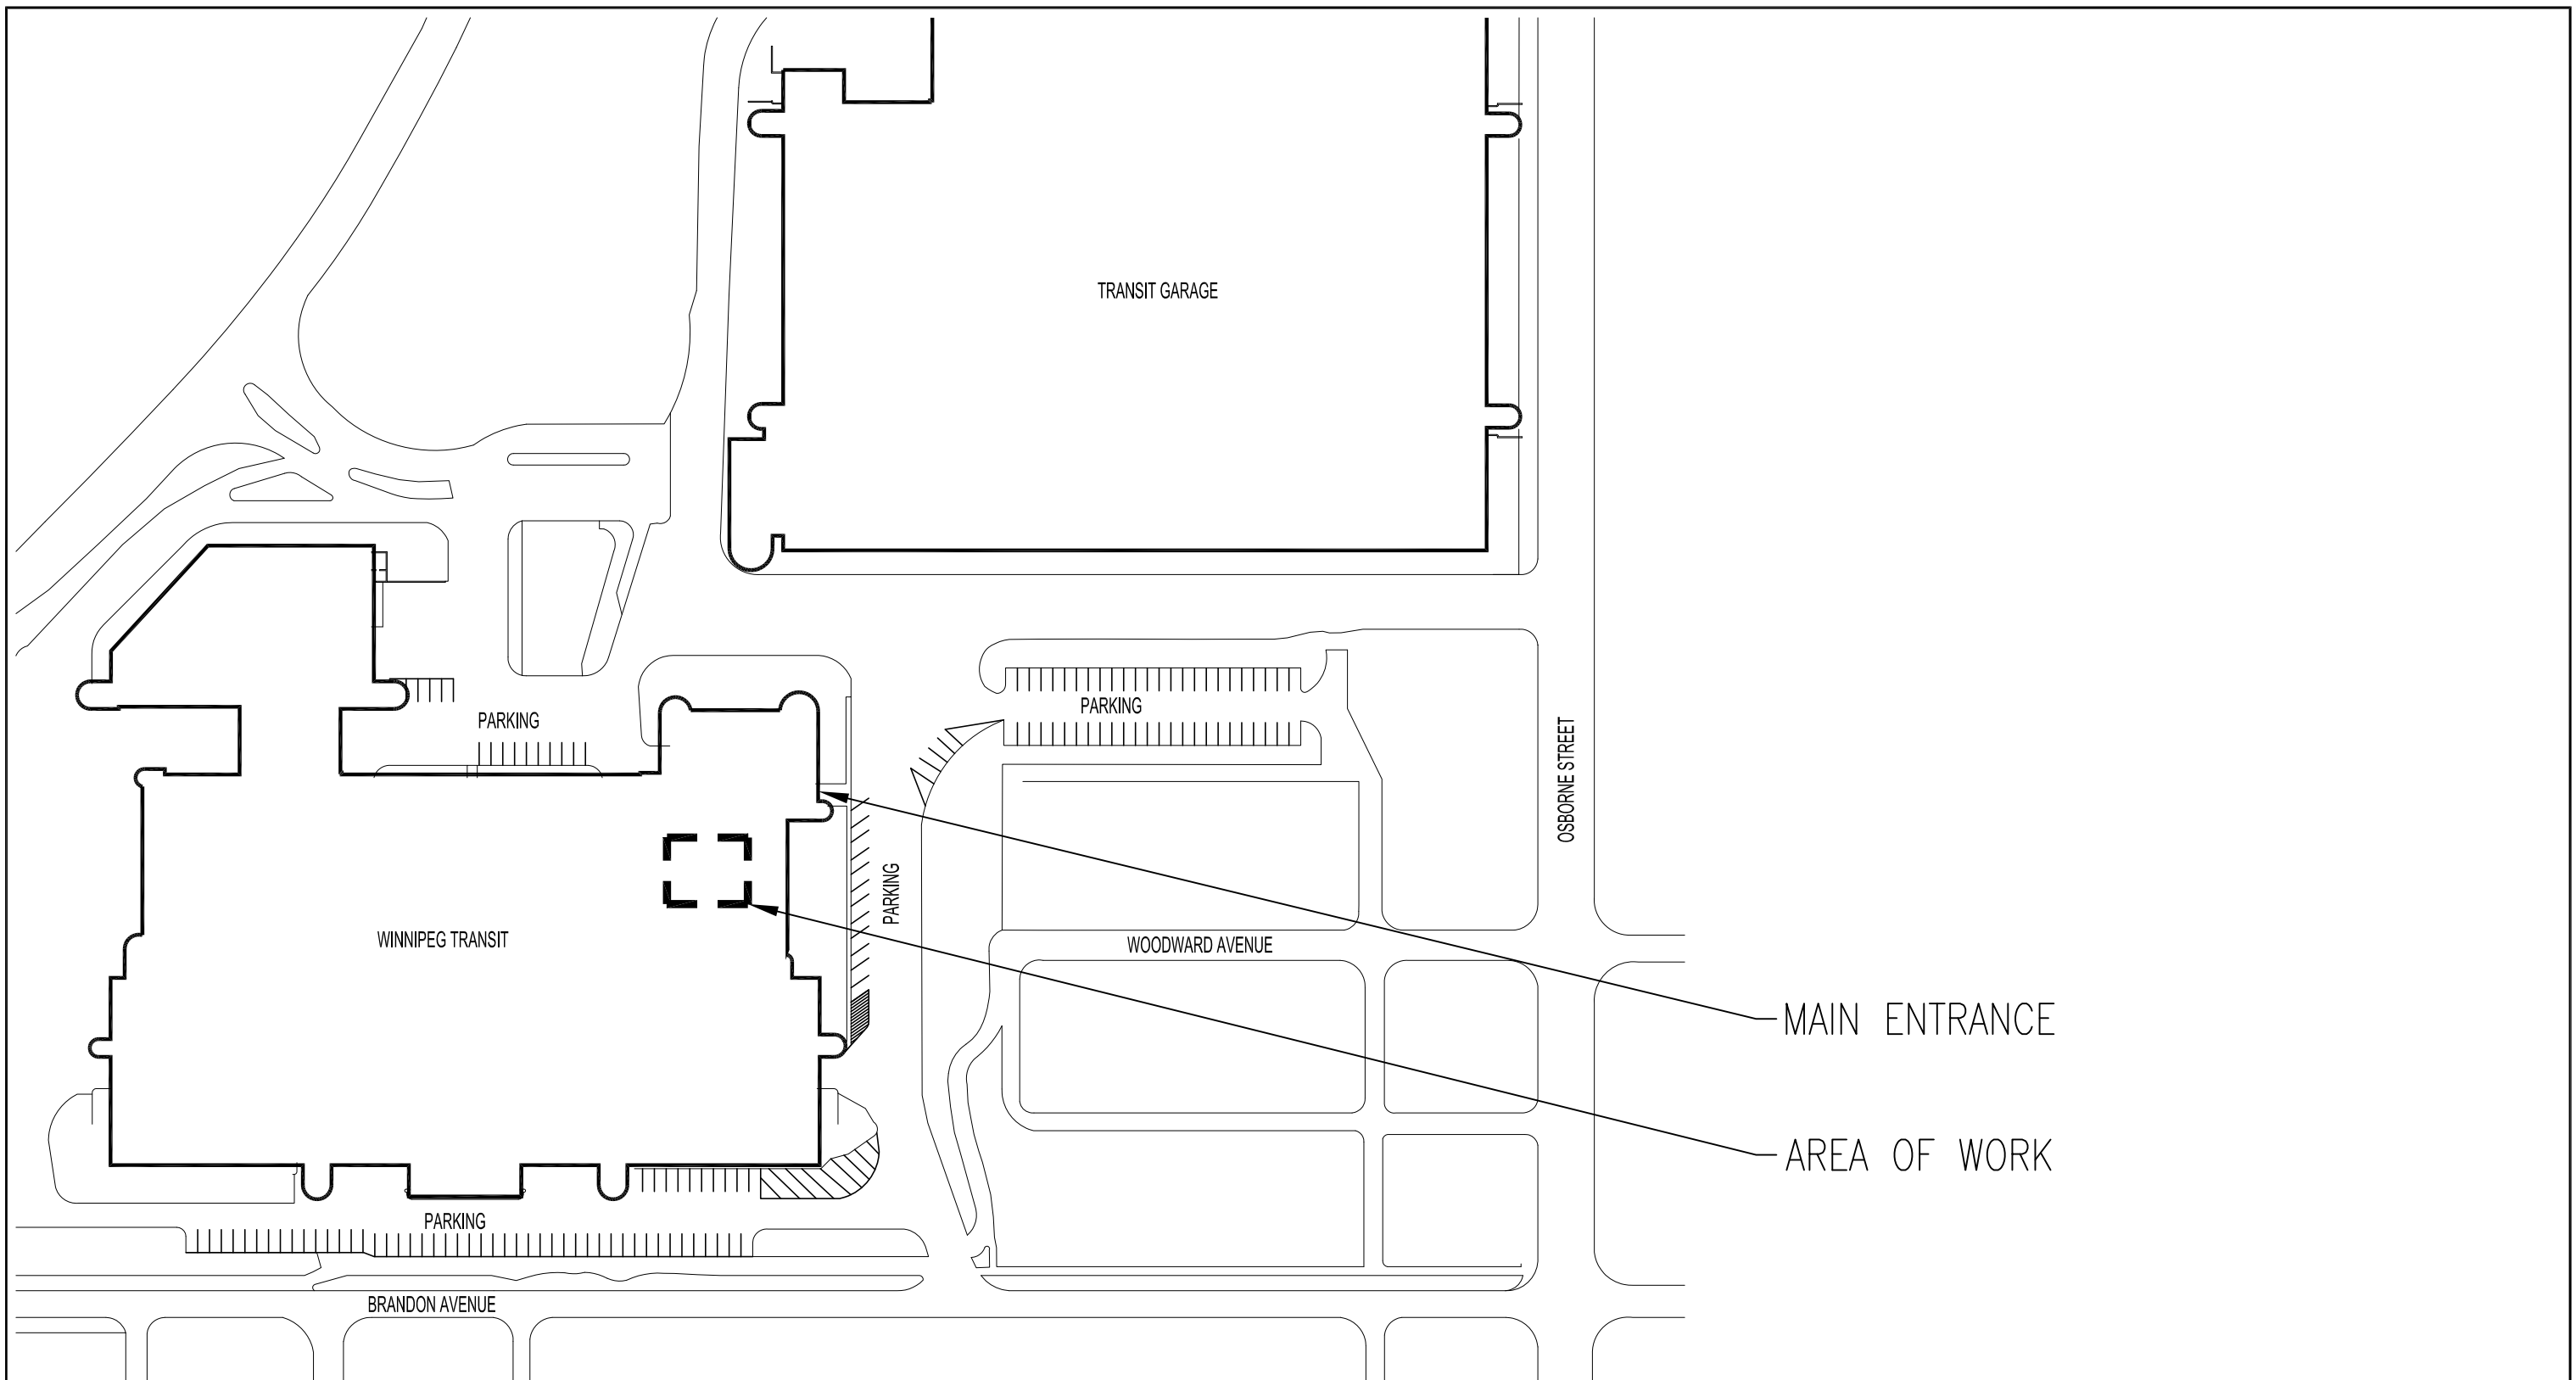 TRANSIT GARAGE
PARKING
PARKING
OSBORNE STREET
PARKING
WINNIPEG TRANSIT
WOODWARD AVENUE
MAIN ENTRANCE
AREA OF WORK
PARKING
BRANDON AVENUE